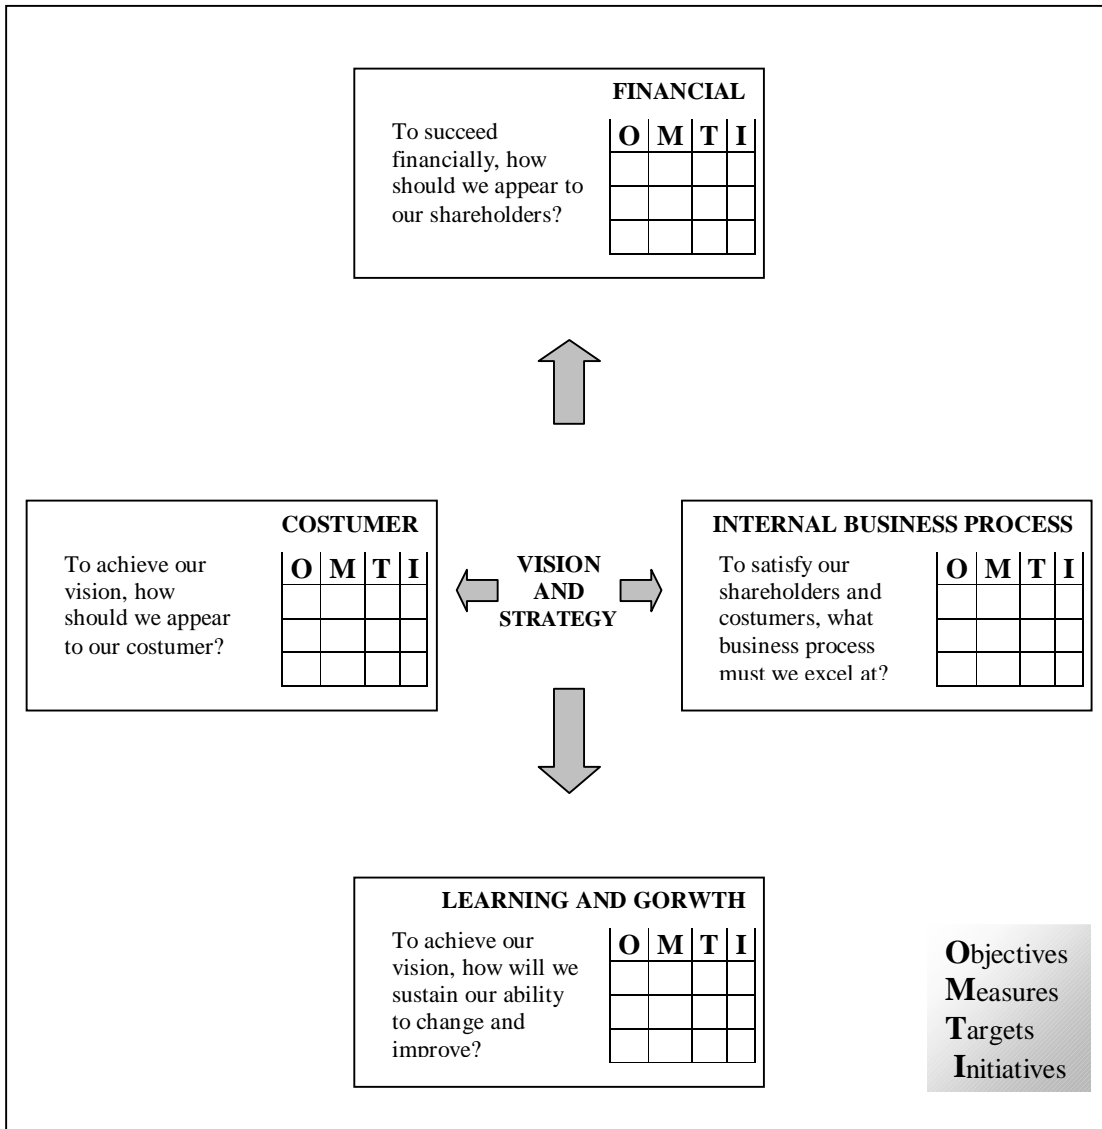 FINANCIAL
To succeed
financially, how
should we appear to
our shareholders?
O M T I
COSTUMER
To achieve our
vision, how
should we appear
to our costumer?
O M T I
VISION
AND
STRATEGY
INTERNAL BUSINESS PROCESS
To satisfy our
shareholders and
costumers, what
business process
must we excel at?
O M T I
LEARNING AND GORWTH
To achieve our
vision, how will we
sustain our ability
to change and
improve?
O M T I
Objectives
Measures
Targets
Initiatives